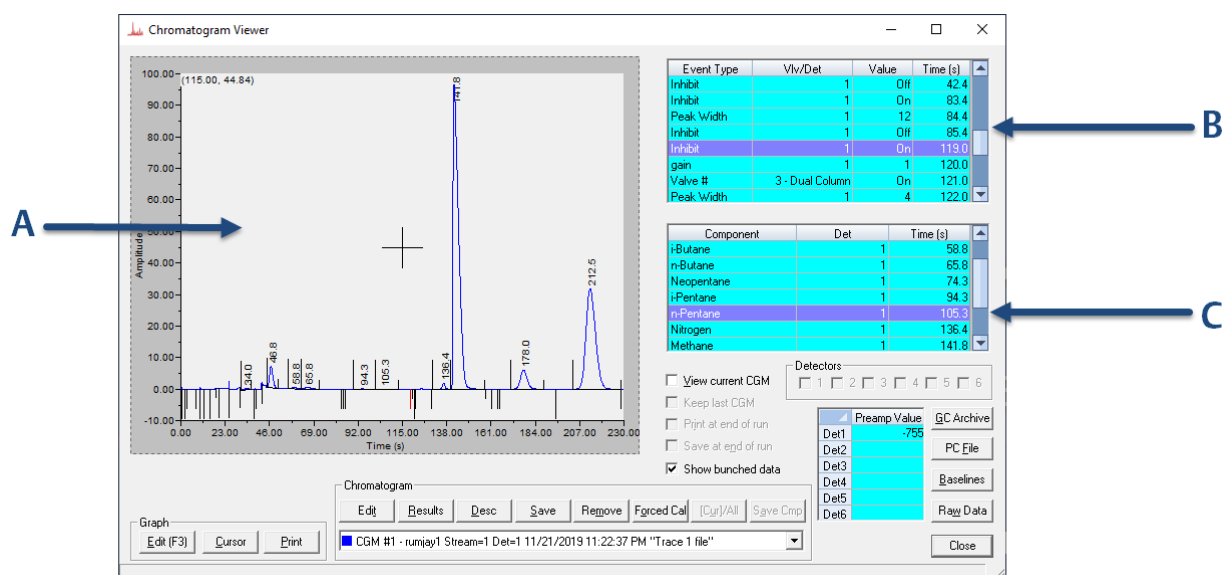 Chromatogram Viewer
(115.00, 44.84)
100.00
90.00
80.00
70.00
60.00
50.00
40.00
30.00
20.00
10.00
0.00
-10.00
Amplitude
0.00 23.00 46.00 69.00 92.00 115.00 138.00 161.00 184.00 207.00 230.00
Time (s)
34.0
46.8
58.8
65.8
94.3
105.3
136.4
141.8
178.0
212.5
A
Event Type Vlv/Det Value Time (s)
Inhibit 1 Off 42.4
Inhibit 1 On 83.4
Peak Width 1 12 84.4
Inhibit 1 Off 85.4
Inhibit 1 On 119.0
gain 1 1 120.0
Valve # 3 - Dual Column On 121.0
Peak Width 1 4 122.0
B
Component Det Time (s)
i-Butane 1 58.8
n-Butane 1 65.8
Neopentane 1 74.3
i-Pentane 1 94.3
n-Pentane 1 105.3
Nitrogen 1 136.4
Methane 1 141.8
C
View current CGM
Keep last CGM
Print at end of run
Save at end of run
Show bunched data
Detectors
1 2 3 4 5 6
Preamp Value
Det1 -755
Det2
Det3
Det4
Det5
Det6
GC Archive
PC File
Baselines
Raw Data
Close
Chromatogram
Edit Results Desc Save Remove Forced Cal [Cur]/All Save Cmp
CGM #1 - rumjay1 Stream=1 Det=1 11/21/2019 11:22:37 PM "Trace 1 file"
Graph
Edit (F3) Cursor Print